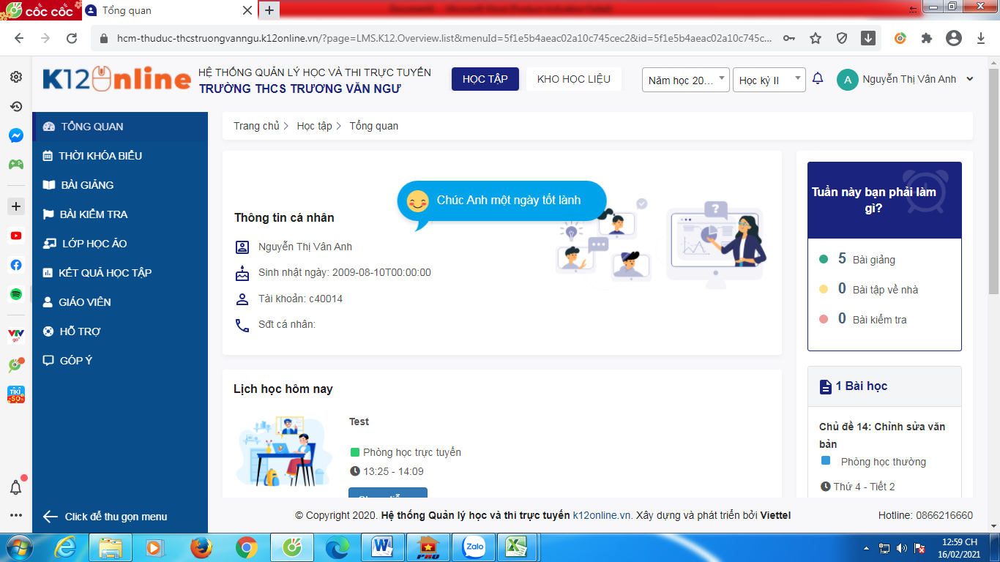 cốc cốc
Tổng quan
hcm-thuduc-thcstruongvanngu.k12online.vn/?page=LMS.K12.Overview.list&menuId=5f1e5b4aeac02a10c745cec2&id=5f1e5b4aeac02a10c745c...
K12Online
HỆ THỐNG QUẢN LÝ HỌC VÀ THI TRỰC TUYẾN
TRƯỜNG THCS TRƯƠNG VĂN NGƯ
HỌC TẬP
KHO HỌC LIỆU
Năm học 20...
Học kỳ II
A
Nguyễn Thị Vân Anh
TỔNG QUAN
THỜI KHÓA BIỂU
BÀI GIẢNG
BÀI KIỂM TRA
LỚP HỌC ẢO
KẾT QUẢ HỌC TẬP
GIÁO VIÊN
HỖ TRỢ
GÓP Ý
Click để thu gọn menu
VTV
go
TIKI
-50%
Trang chủ > Học tập > Tổng quan
Chúc Anh một ngày tốt lành
Thông tin cá nhân
Nguyễn Thị Vân Anh
Sinh nhật ngày: 2009-08-10T00:00:00
Tài khoản: c40014
Sđt cá nhân:
Lịch học hôm nay
Test
Phòng học trực tuyến
13:25 - 14:09
Tuần này bạn phải làm
gì?
5 Bài giảng
0 Bài tập về nhà
0 Bài kiểm tra
1 Bài học
Chủ đề 14: Chỉnh sửa văn
bản
Phòng học thường
Thứ 4 - Tiết 2
© Copyright 2020. Hệ thống Quản lý học và thi trực tuyến k12online.vn. Xây dựng và phát triển bởi Viettel
Hotline: 0866216660
PRO
Zalo
12:59 CH
16/02/2021